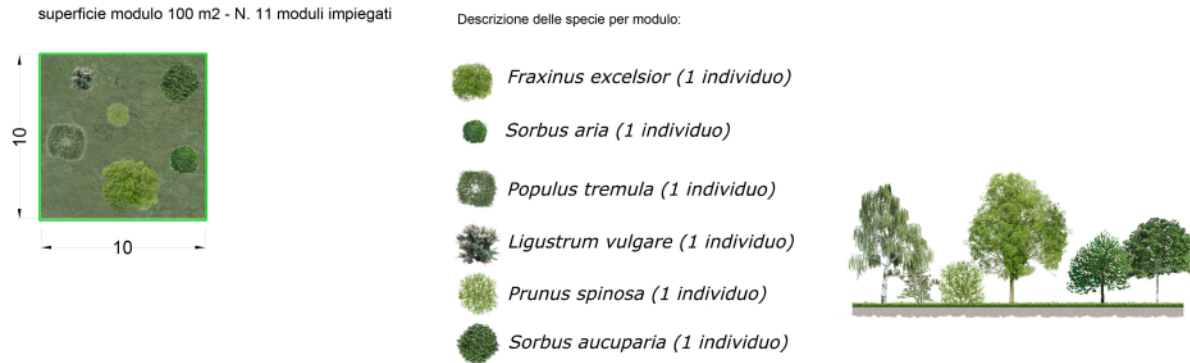 superficie modulo 100 m2 - N. 11 moduli impiegati
Descrizione delle specie per modulo:
10
10
Fraxinus excelsior (1 individuo)
Sorbus aria (1 individuo)
Populus tremula (1 individuo)
Ligustrum vulgare (1 individuo)
Prunus spinosa (1 individuo)
Sorbus aucuparia (1 individuo)